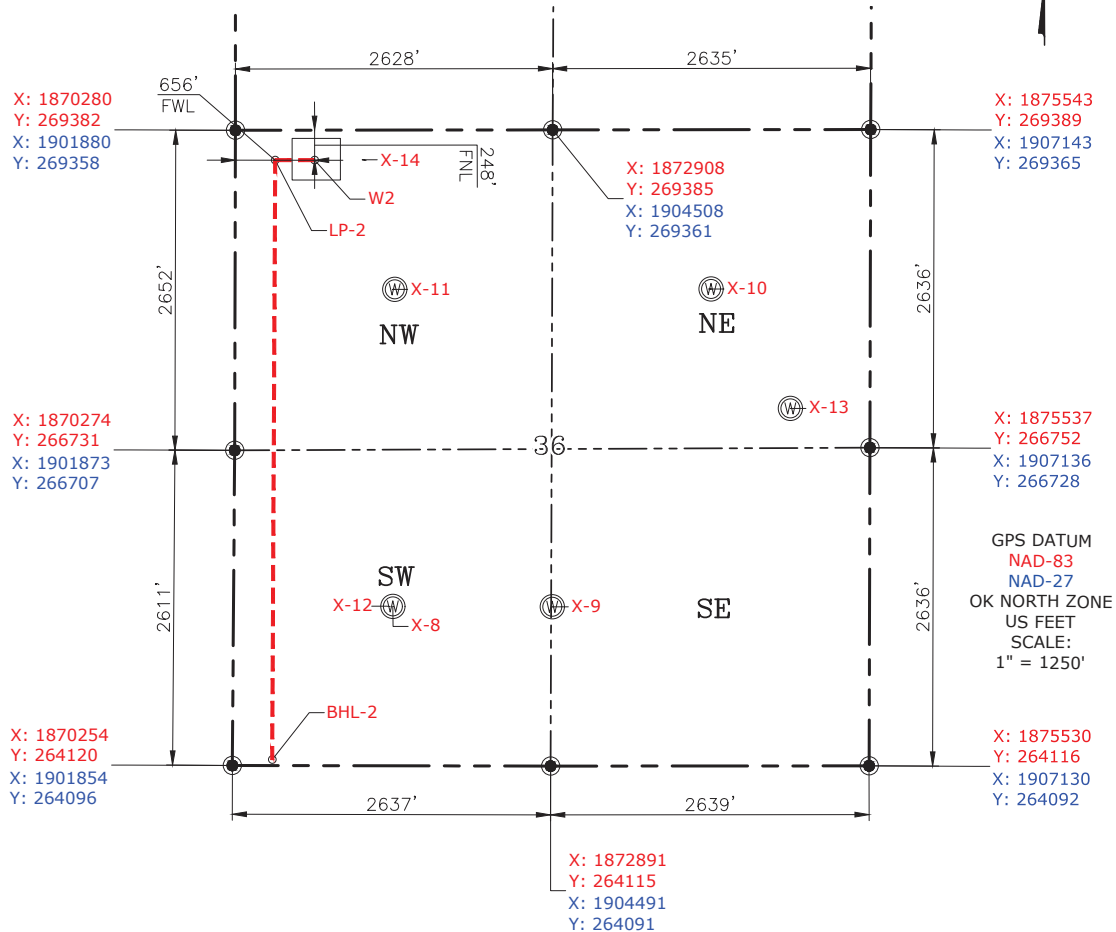 2628'
2635'
656'
FWL
X: 1870280
Y: 269382
X: 1901880
Y: 269358
X: 1875543
Y: 269389
X: 1907143
Y: 269365
248'
FNL
X-14
W2
LP-2
X: 1872908
Y: 269385
X: 1904508
Y: 269361
2652'
2636'
W X-11
W X-10
NW
NE
W X-13
X: 1870274
Y: 266731
X: 1901873
Y: 266707
36
X: 1875537
Y: 266752
X: 1907136
Y: 266728
GPS DATUM
NAD-83
NAD-27
OK NORTH ZONE
US FEET
SCALE:
1" = 1250'
2611'
2636'
SW
SE
X-12 W
X-8
W X-9
BHL-2
X: 1870254
Y: 264120
X: 1901854
Y: 264096
X: 1875530
Y: 264116
X: 1907130
Y: 264092
2637'
2639'
X: 1872891
Y: 264115
X: 1904491
Y: 264091